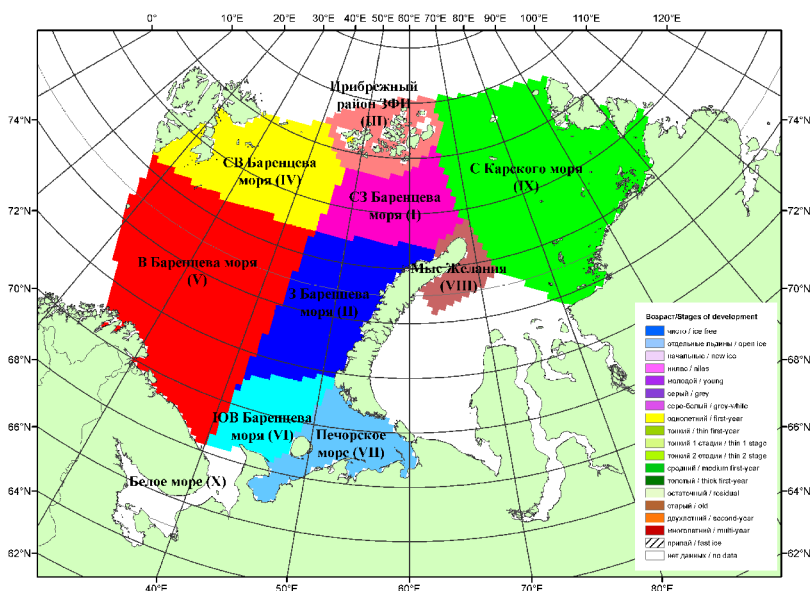 0° 10°E 20°E 30°E 40°E 50°E 60°E 70°E 80°E 90°E 100°E 120°E
74°N 74°N
72°N 72°N
70°N 70°N
68°N 68°N
66°N 66°N
64°N 64°N
62°N 62°N
40°E 50°E 60°E 70°E 80°E
Прибрежный
район ЗФИ
(III)
СВ Баренцева
моря (IV)
С Карского моря
(IX)
СЗ Баренцева
моря (I)
В Баренцева моря
(V)
Мыс Желания
(VIII)
З Баренцева
моря (II)
ЮВ Баренцева
моря (VI)
Печорское
море (VII)
Белое море (X)
Возраст/Stages of development
чисто / ice free
отдельные льдины / open ice
начальные / new ice
нилас / nilas
молодой / young
серый / grey
серо-белый / grey-white
однолетний / first-year
тонкий / thin first-year
тонкий 1 стадии / thin 1 stage
тонкий 2 стадии / thin 2 stage
средний / medium first-year
толстый / thick first-year
остаточный / residual
старый / old
двухлетний / second-year
многолетний / multi-year
припай / fast ice
нет данных / no data